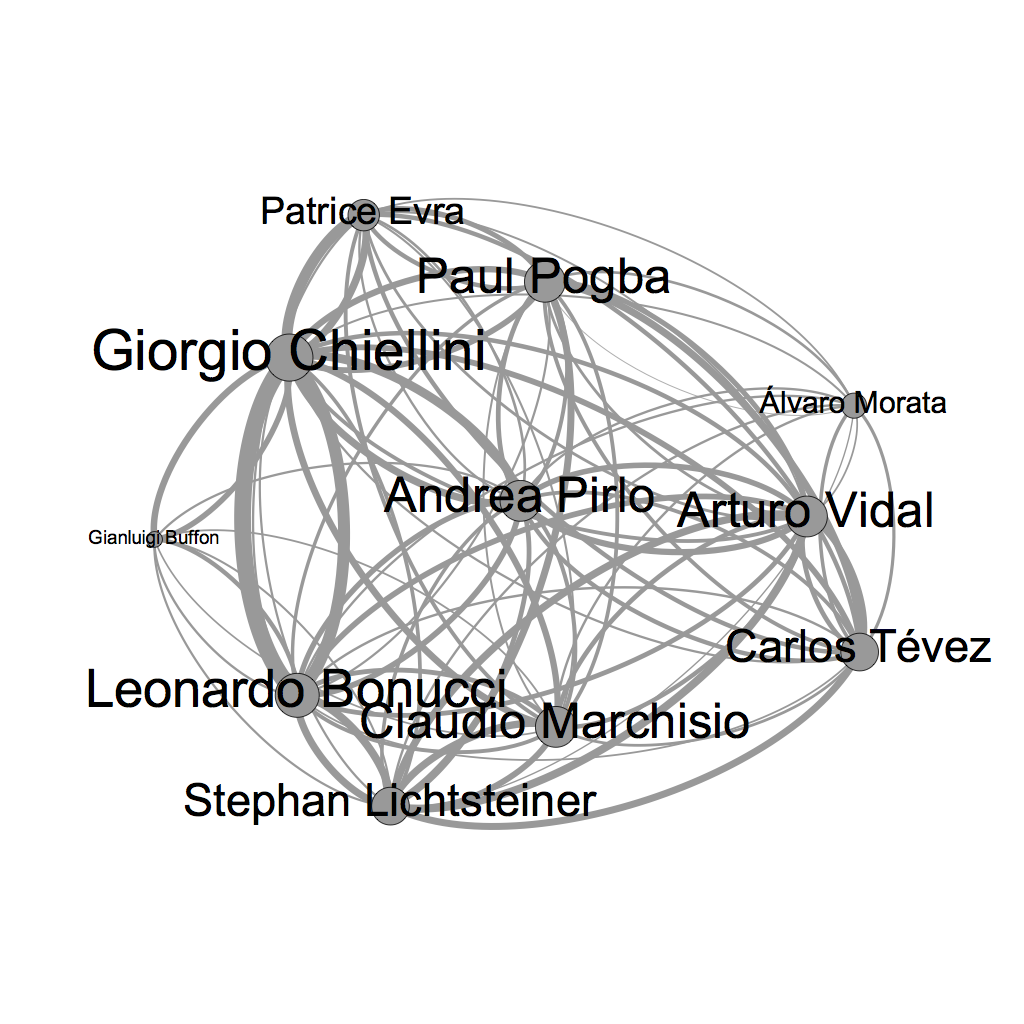 Patrice Evra
Paul Pogba
Giorgio Chiellini
Álvaro Morata
Andrea Pirlo
Arturo Vidal
Gianluigi Buffon
Carlos Tévez
Leonardo Bonucci
Claudio Marchisio
Stephan Lichtsteiner